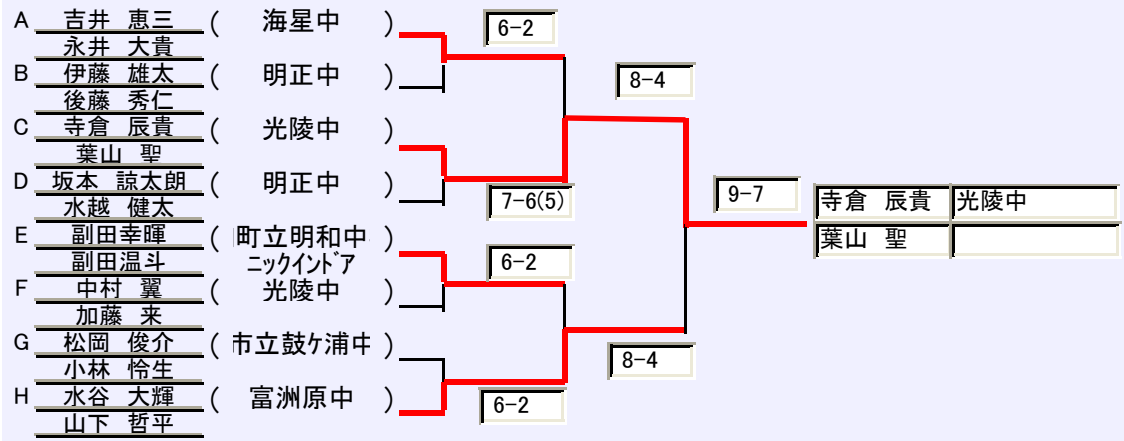 A 吉井 恵三 ( 海星中 )
永井 大貴
6-2
B 伊藤 雄太 ( 明正中 )
後藤 秀仁
8-4
C 寺倉 辰貴 ( 光陵中 )
葉山 聖
D 坂本 諒太朗 ( 明正中 )
水越 健太
7-6(5)
9-7
寺倉 辰貴 光陵中
葉山 聖
E 副田幸暉 ( 町立明和中 )
副田温斗 ニックインドア
6-2
F 中村 翼 ( 光陵中 )
加藤 来
G 松岡 俊介 ( 市立鼓ケ浦中 )
小林 怜生
8-4
H 水谷 大輝 ( 富洲原中 )
山下 哲平
6-2